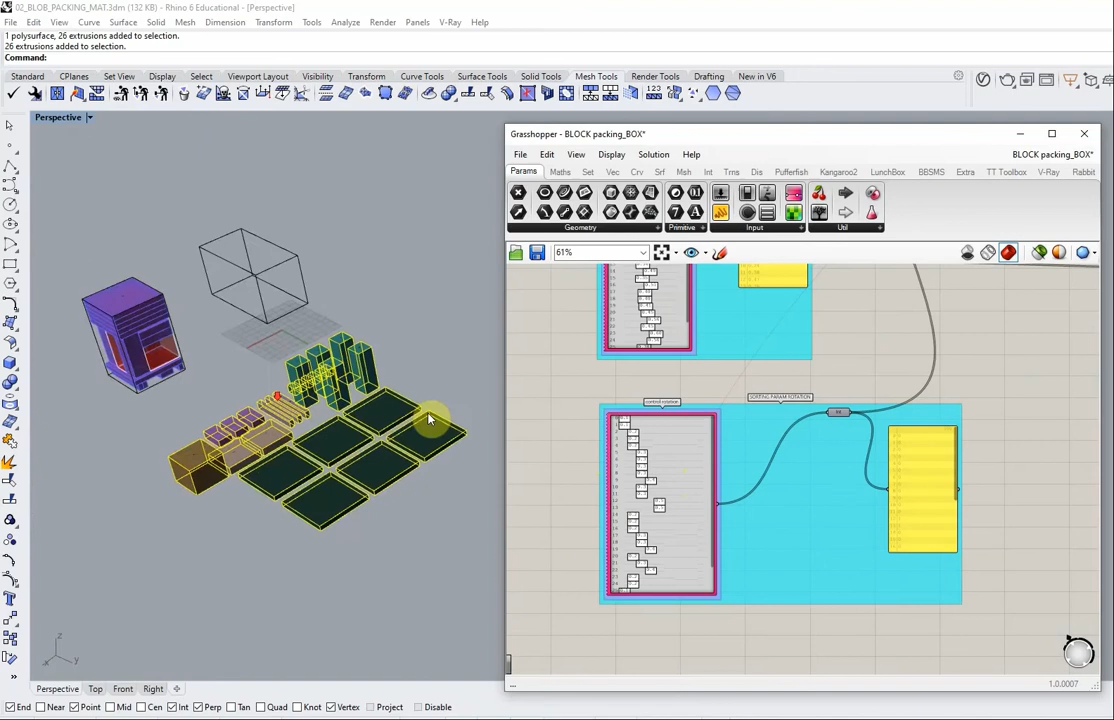 02_BLOB_PACKING_MAT.3dm (132 KB) - Rhino 6 Educational - [Perspective]
File Edit View Curve Surface Solid Mesh Dimension Transform Tools Analyze Render Panels V-Ray Help
1 polysurface, 26 extrusions added to selection.
26 extrusions added to selection.
Command:
Standard CPlanes Set View Display Select Viewport Layout Visibility Transform Curve Tools Surface Tools Solid Tools Mesh Tools Render Tools Drafting New in V6
Perspective
Grasshopper - BLOCK packing_BOX*
File Edit View Display Solution Help BLOCK packing_BOX*
Params Maths Set Vec Crv Srf Msh Int Trns Dis Pufferfish Kangaroo2 LunchBox BBSMS Extra TT Toolbox V-Ray Rabbit
Geometry Primitive Input Util
61%
control rotation
SORTING PARAM ROTATION
1.0.0007
z
x y
Perspective Top Front Right
End Near Point Mid Cen Int Perp Tan Quad Knot Vertex Project Disable